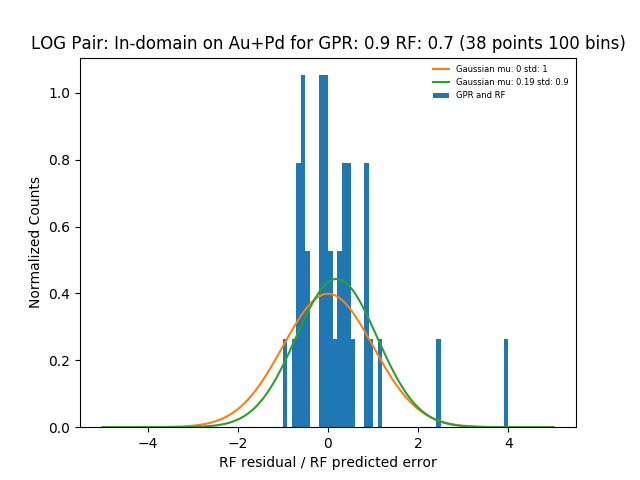 LOG Pair: In-domain on Au+Pd for GPR: 0.9 RF: 0.7 (38 points 100 bins)
Gaussian mu: 0 std: 1
Gaussian mu: 0.19 std: 0.9
GPR and RF
1.0
0.8
0.6
0.4
0.2
0.0
Normalized Counts
−4 −2 0 2 4
RF residual / RF predicted error